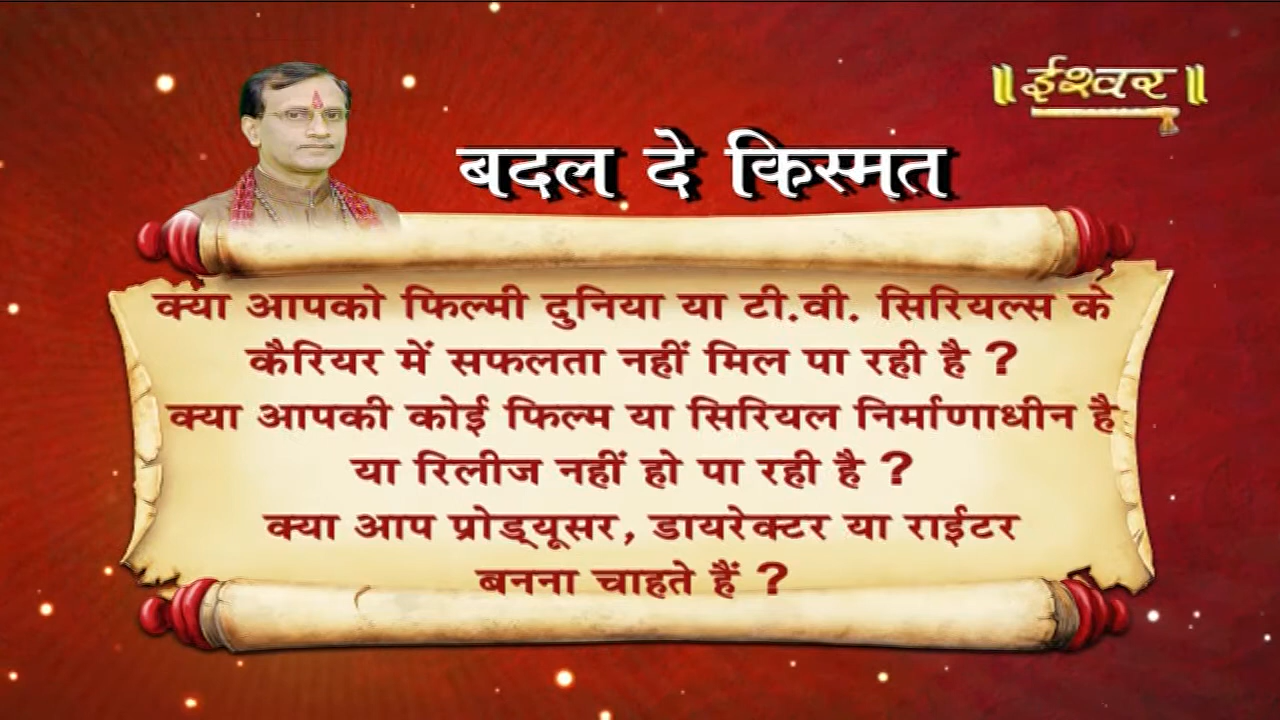 ॥ ईश्वर ॥
बदल दे किस्मत
क्या आपको फिल्मी दुनिया या टी.वी. सिरियल्स के
कैरियर में सफलता नहीं मिल पा रही है ?
क्या आपकी कोई फिल्म या सिरियल निर्माणाधीन है
या रिलीज नहीं हो पा रही है ?
क्या आप प्रोड्यूसर, डायरेक्टर या राईटर
बनना चाहते हैं ?